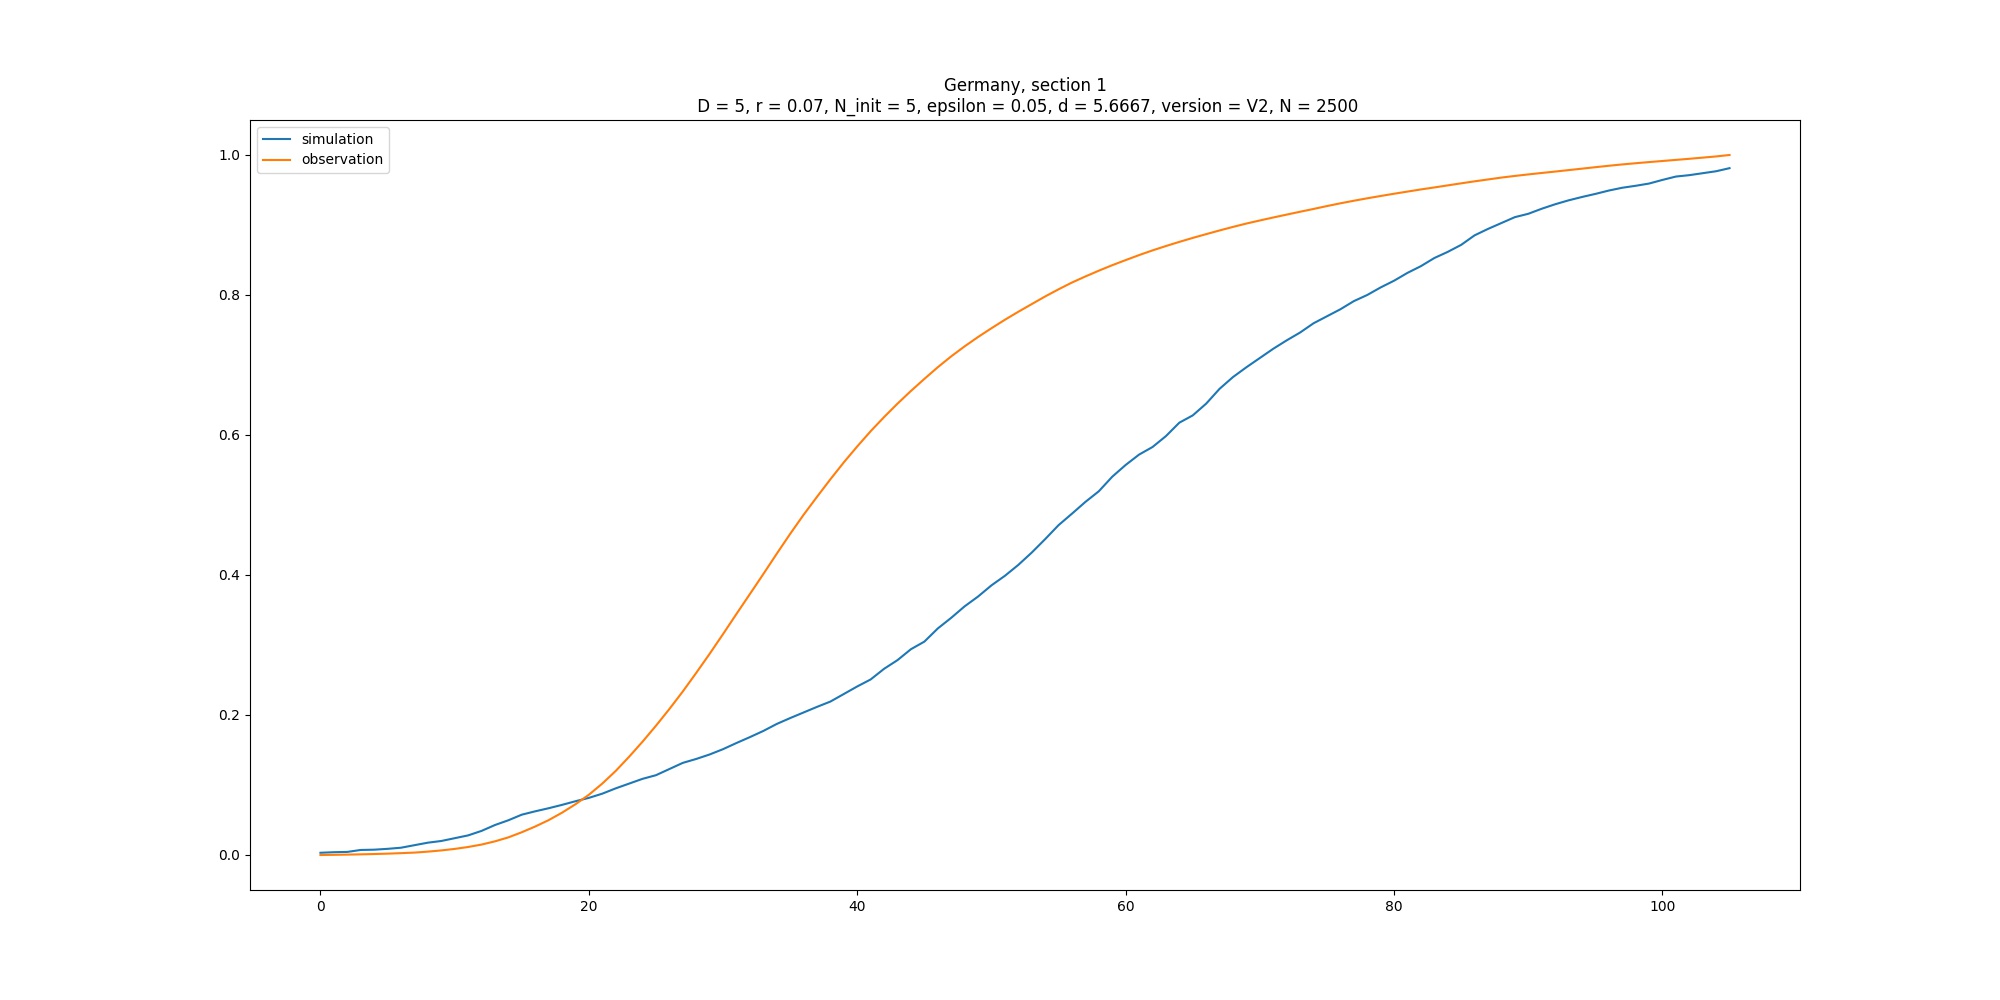 Germany, section 1
D = 5, r = 0.07, N_init = 5, epsilon = 0.05, d = 5.6667, version = V2, N = 2500
simulation
observation
1.0
0.8
0.6
0.4
0.2
0.0
0 20 40 60 80 100